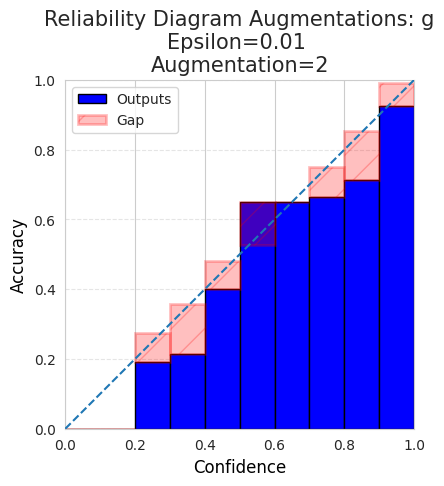 Reliability Diagram Augmentations: g
Epsilon=0.01
Augmentation=2
1.0
0.8
0.6
0.4
0.2
0.0
Accuracy
Outputs
Gap
0.0 0.2 0.4 0.6 0.8 1.0
Confidence